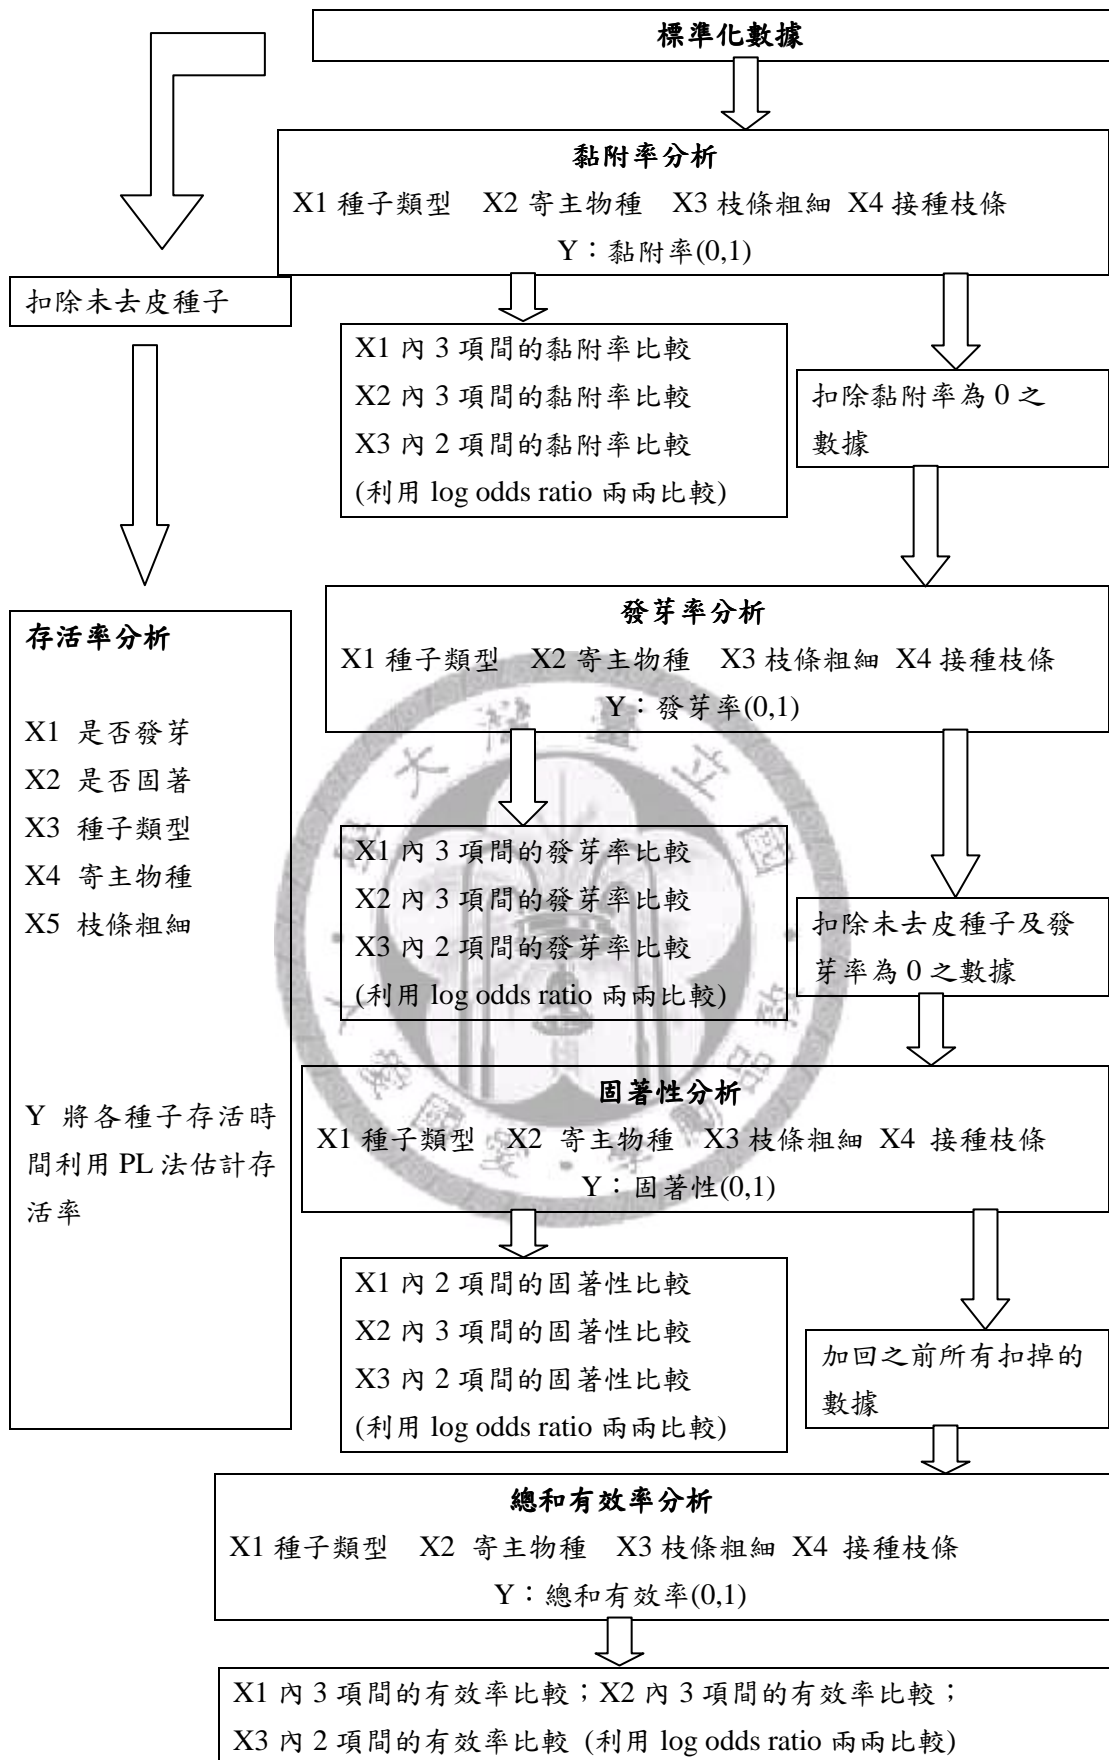 標準化數據
黏附率分析
X1 種子類型 X2 寄主物種 X3 枝條粗細 X4 接種枝條
Y：黏附率(0,1)
扣除未去皮種子
X1 內 3 項間的黏附率比較
X2 內 3 項間的黏附率比較
X3 內 2 項間的黏附率比較
(利用 log odds ratio 兩兩比較)
扣除黏附率為 0 之
數據
存活率分析
X1 是否發芽
X2 是否固著
X3 種子類型
X4 寄主物種
X5 枝條粗細
Y 將各種子存活時
間利用 PL 法估計存
活率
發芽率分析
X1 種子類型 X2 寄主物種 X3 枝條粗細 X4 接種枝條
Y：發芽率(0,1)
X1 內 3 項間的發芽率比較
X2 內 3 項間的發芽率比較
X3 內 2 項間的發芽率比較
(利用 log odds ratio 兩兩比較)
扣除未去皮種子及發
芽率為 0 之數據
固著性分析
X1 種子類型 X2 寄主物種 X3 枝條粗細 X4 接種枝條
Y：固著性(0,1)
X1 內 2 項間的固著性比較
X2 內 3 項間的固著性比較
X3 內 2 項間的固著性比較
(利用 log odds ratio 兩兩比較)
加回之前所有扣掉的
數據
總和有效率分析
X1 種子類型 X2 寄主物種 X3 枝條粗細 X4 接種枝條
Y：總和有效率(0,1)
X1 內 3 項間的有效率比較；X2 內 3 項間的有效率比較；
X3 內 2 項間的有效率比較 (利用 log odds ratio 兩兩比較)